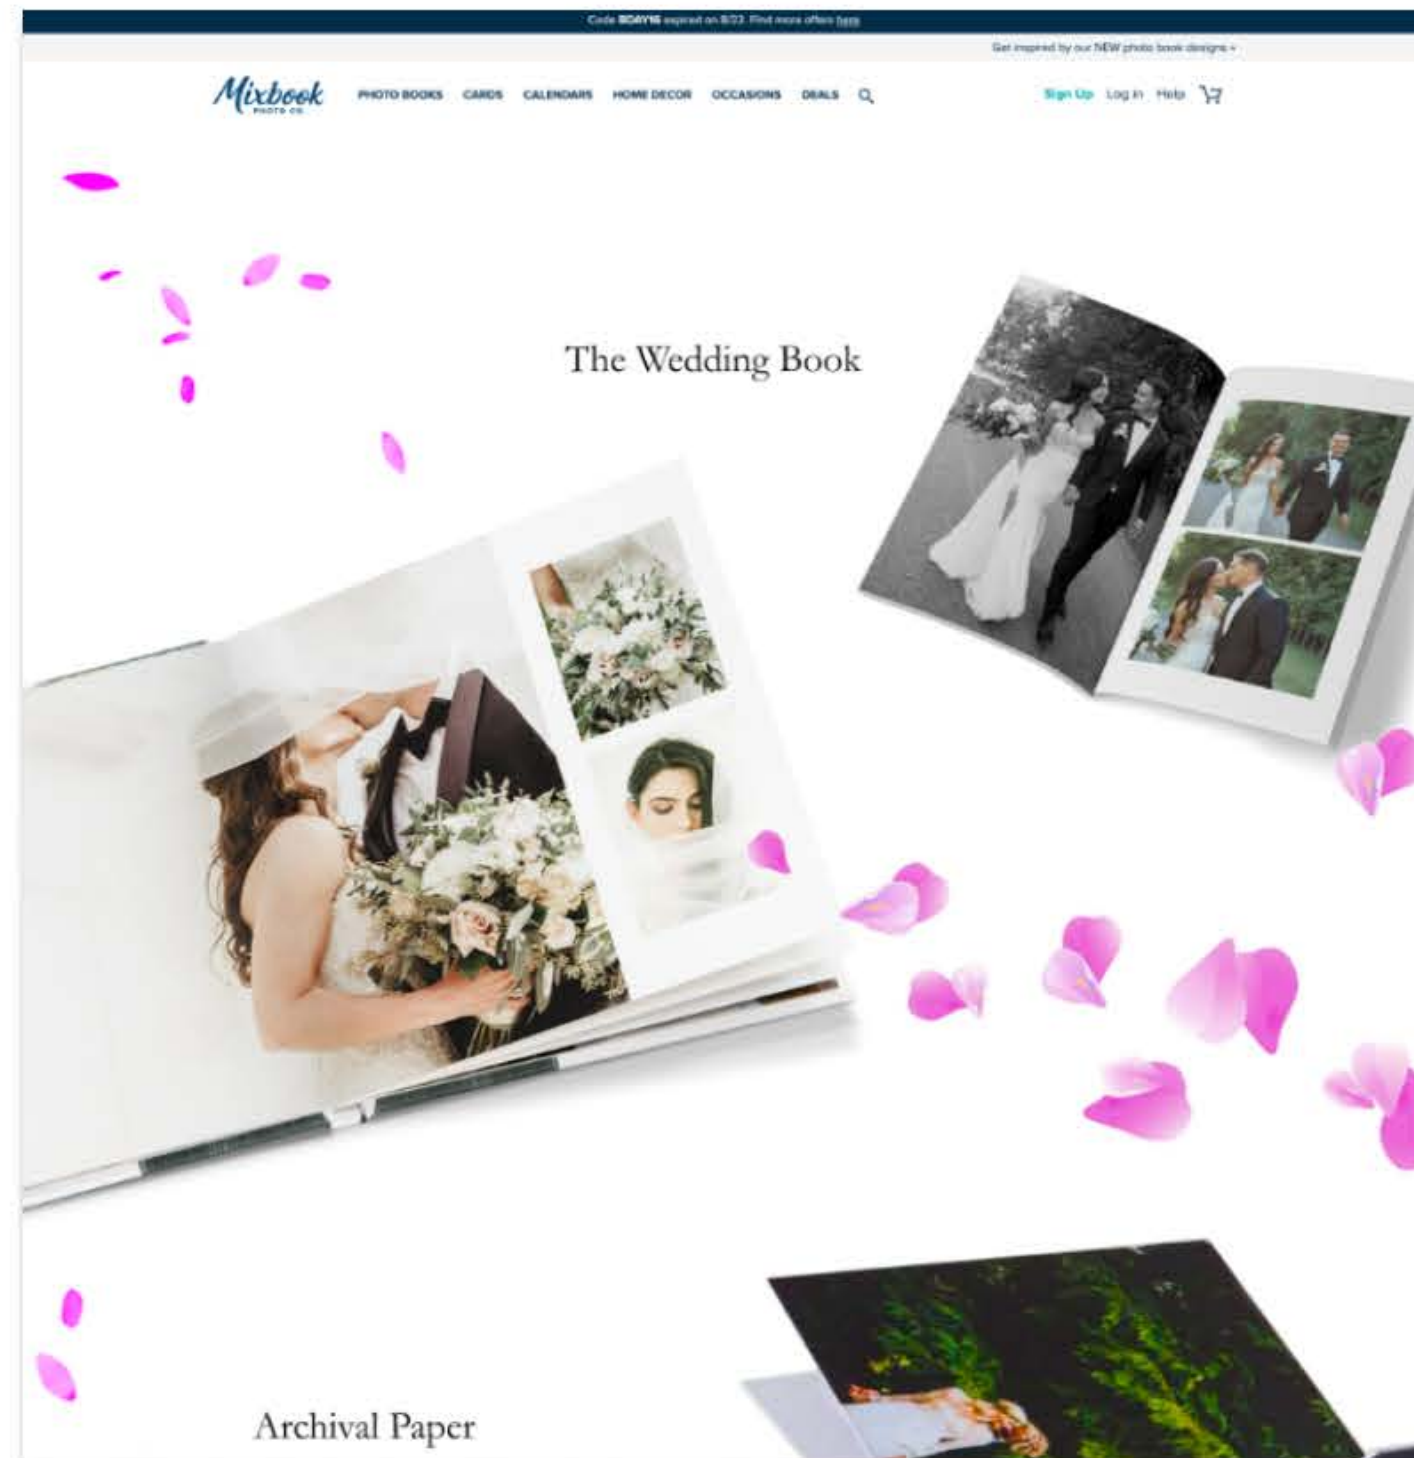 Code BDAY16 expired on 8/23. Find more offers here
Get inspired by our NEW photo book designs »
Mixbook
PHOTO CO.
PHOTO BOOKS CARDS CALENDARS HOME DECOR OCCASIONS DEALS
Sign Up Log in Help
The Wedding Book
Archival Paper